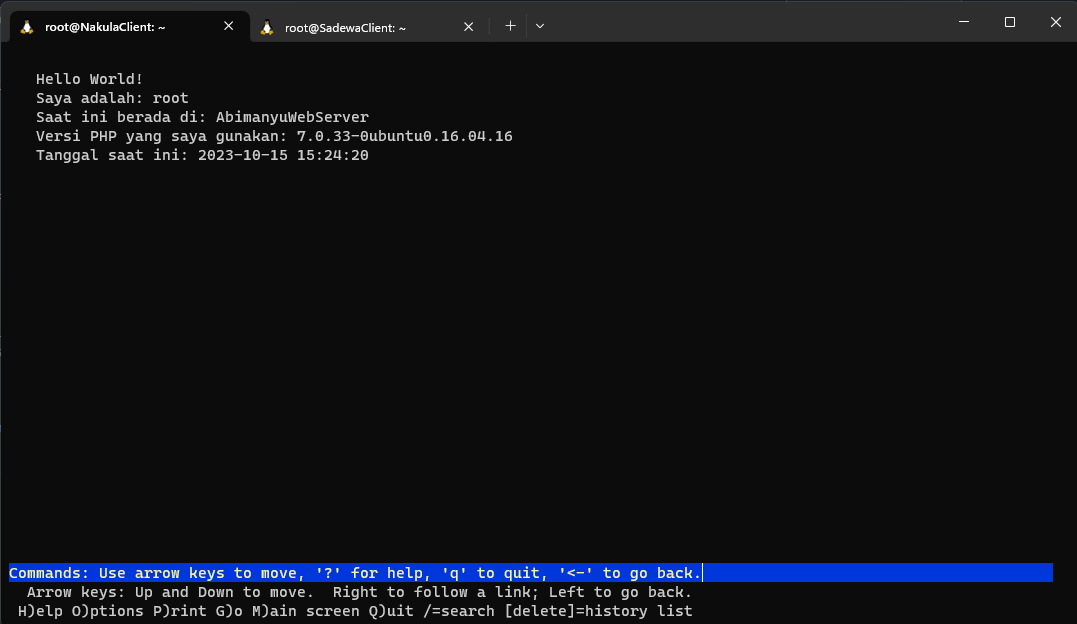 root@NakulaClient: ~
root@SadewaClient: ~
Hello World!
Saya adalah: root
Saat ini berada di: AbimanyuWebServer
Versi PHP yang saya gunakan: 7.0.33-0ubuntu0.16.04.16
Tanggal saat ini: 2023-10-15 15:24:20
Commands: Use arrow keys to move, '?' for help, 'q' to quit, '<-' to go back.
Arrow keys: Up and Down to move.  Right to follow a link; Left to go back.
H)elp O)ptions P)rint G)o M)ain screen Q)uit /=search [delete]=history list